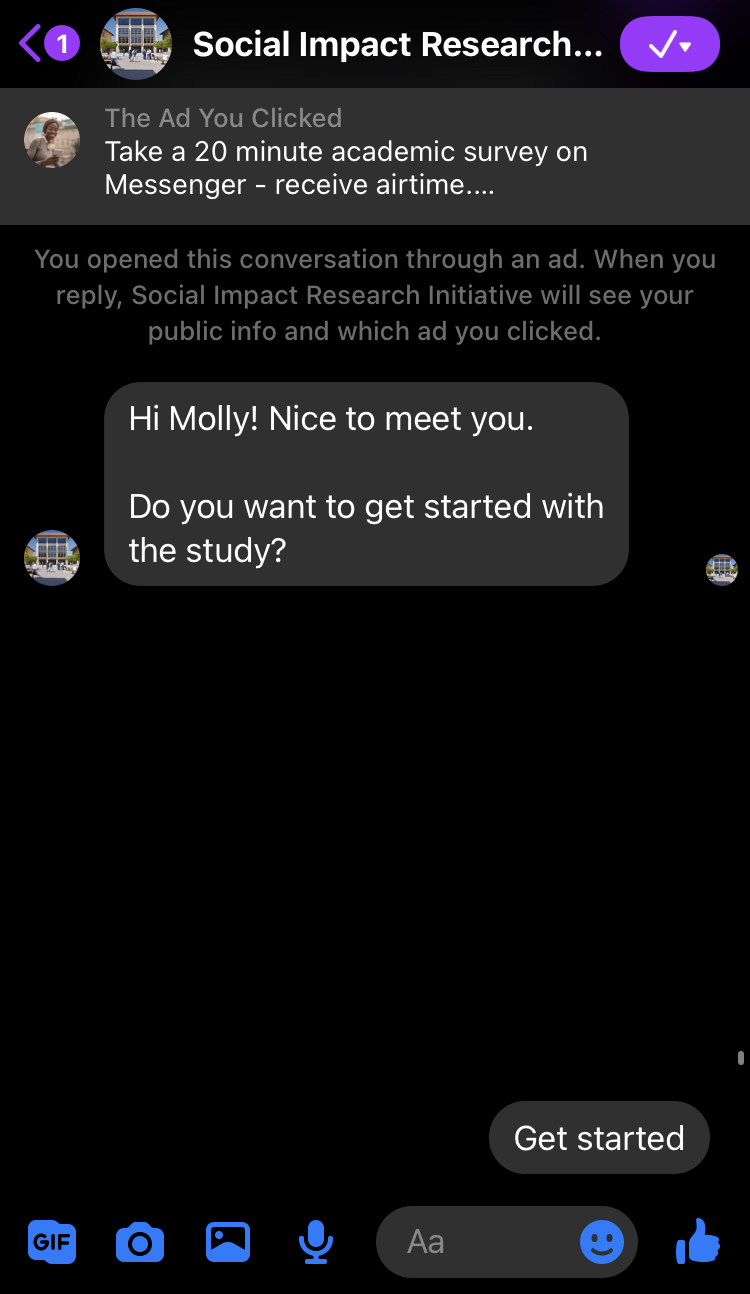 1
Social Impact Research...
The Ad You Clicked
Take a 20 minute academic survey on
Messenger - receive airtime....
You opened this conversation through an ad. When you
reply, Social Impact Research Initiative will see your
public info and which ad you clicked.
Hi Molly! Nice to meet you.
Do you want to get started with
the study?
Get started
GIF
Aa